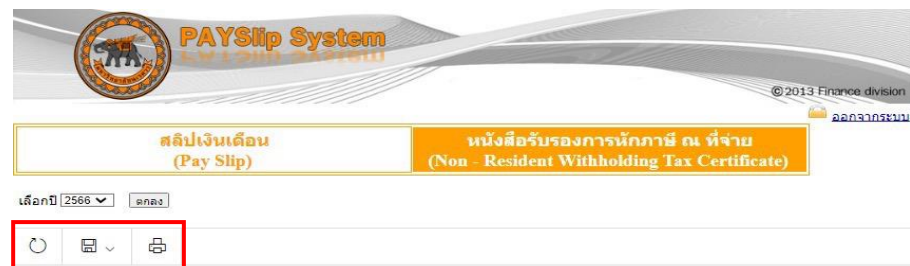 PAYSlip System
©2013 Finance division
ออกจากระบบ
สลิปเงินเดือน
(Pay Slip)
หนังสือรับรองการหักภาษี ณ ที่จ่าย
(Non - Resident Withholding Tax Certificate)
เลือกปี 2566 ตกลง